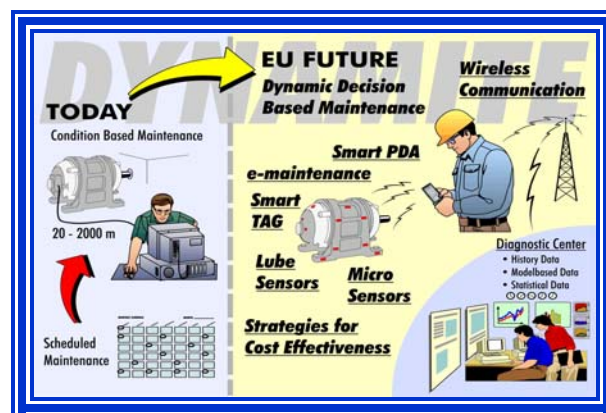 DYNAMITE
TODAY
Condition Based Maintenance
20 - 2000 m
Scheduled
Maintenance
EU FUTURE
Dynamic Decision
Based Maintenance
Wireless
Communication
Smart PDA
e-maintenance
Smart
TAG
Lube
Sensors
Micro
Sensors
Strategies for
Cost Effectiveness
Diagnostic Center
• History Data
• Modelbased Data
• Statistical Data